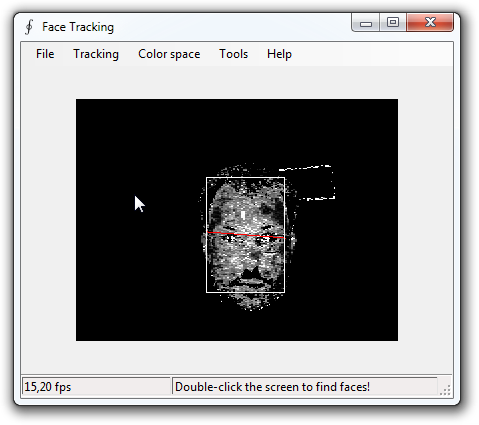 Face Tracking
File Tracking Color space Tools Help
15,20 fps Double-click the screen to find faces!